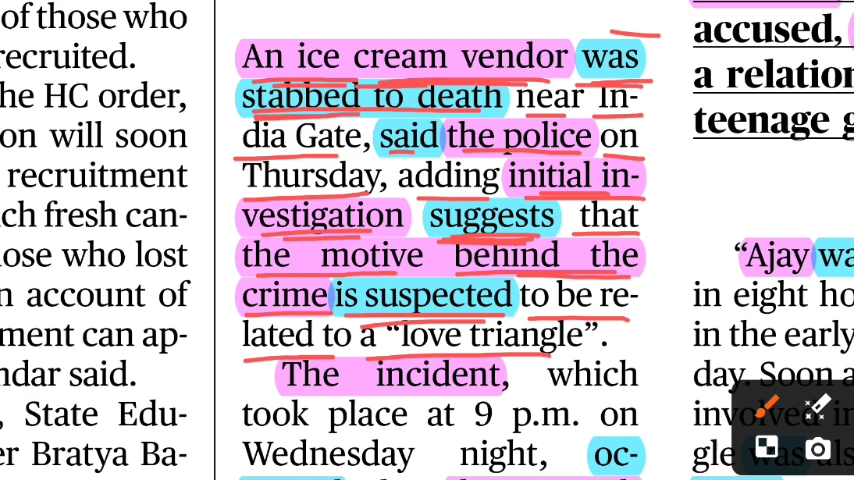 of those who
recruited.
he HC order,
on will soon
recruitment
ch fresh can-
ose who lost
n account of
ment can ap-
ndar said.
, State Edu-
er Bratya Ba-
An ice cream vendor was
stabbed to death near In-
dia Gate, said the police on
Thursday, adding initial in-
vestigation suggests that
the motive behind the
crime is suspected to be re-
lated to a “love triangle”.
The incident, which
took place at 9 p.m. on
Wednesday night, oc-
accused,
a relation
teenage g
“Ajay wa
in eight ho
in the early
day. Soon a
involved in
gle was als